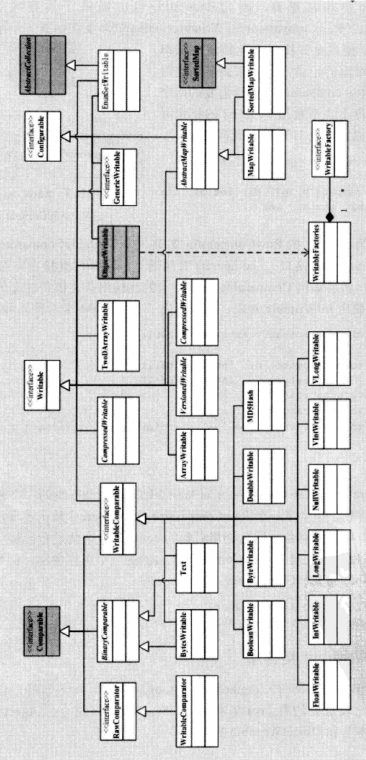 <<interface>>
Comparable
<<interface>>
RawComparator
BinaryComparable
<<interface>>
WritableComparable
WritableComparator
BytesWritable
Text
BooleanWritable
ByteWritable
DoubleWritable
MD5Hash
FloatWritable
IntWritable
LongWritable
NullWritable
VIntWritable
VLongWritable
<<interface>>
Writable
<<interface>>
Configurable
AbstractCollection
CompressedWritable
TwoDArrayWritable
ObjectWritable
<<interface>>
GenericWritable
EnumSetWritable
ArrayWritable
VersionedWritable
CompressedWritable
AbstractMapWritable
<<interface>>
SortedMap
MapWritable
SortedMapWritable
WritableFactories
1
*
<<interface>>
WritableFactory